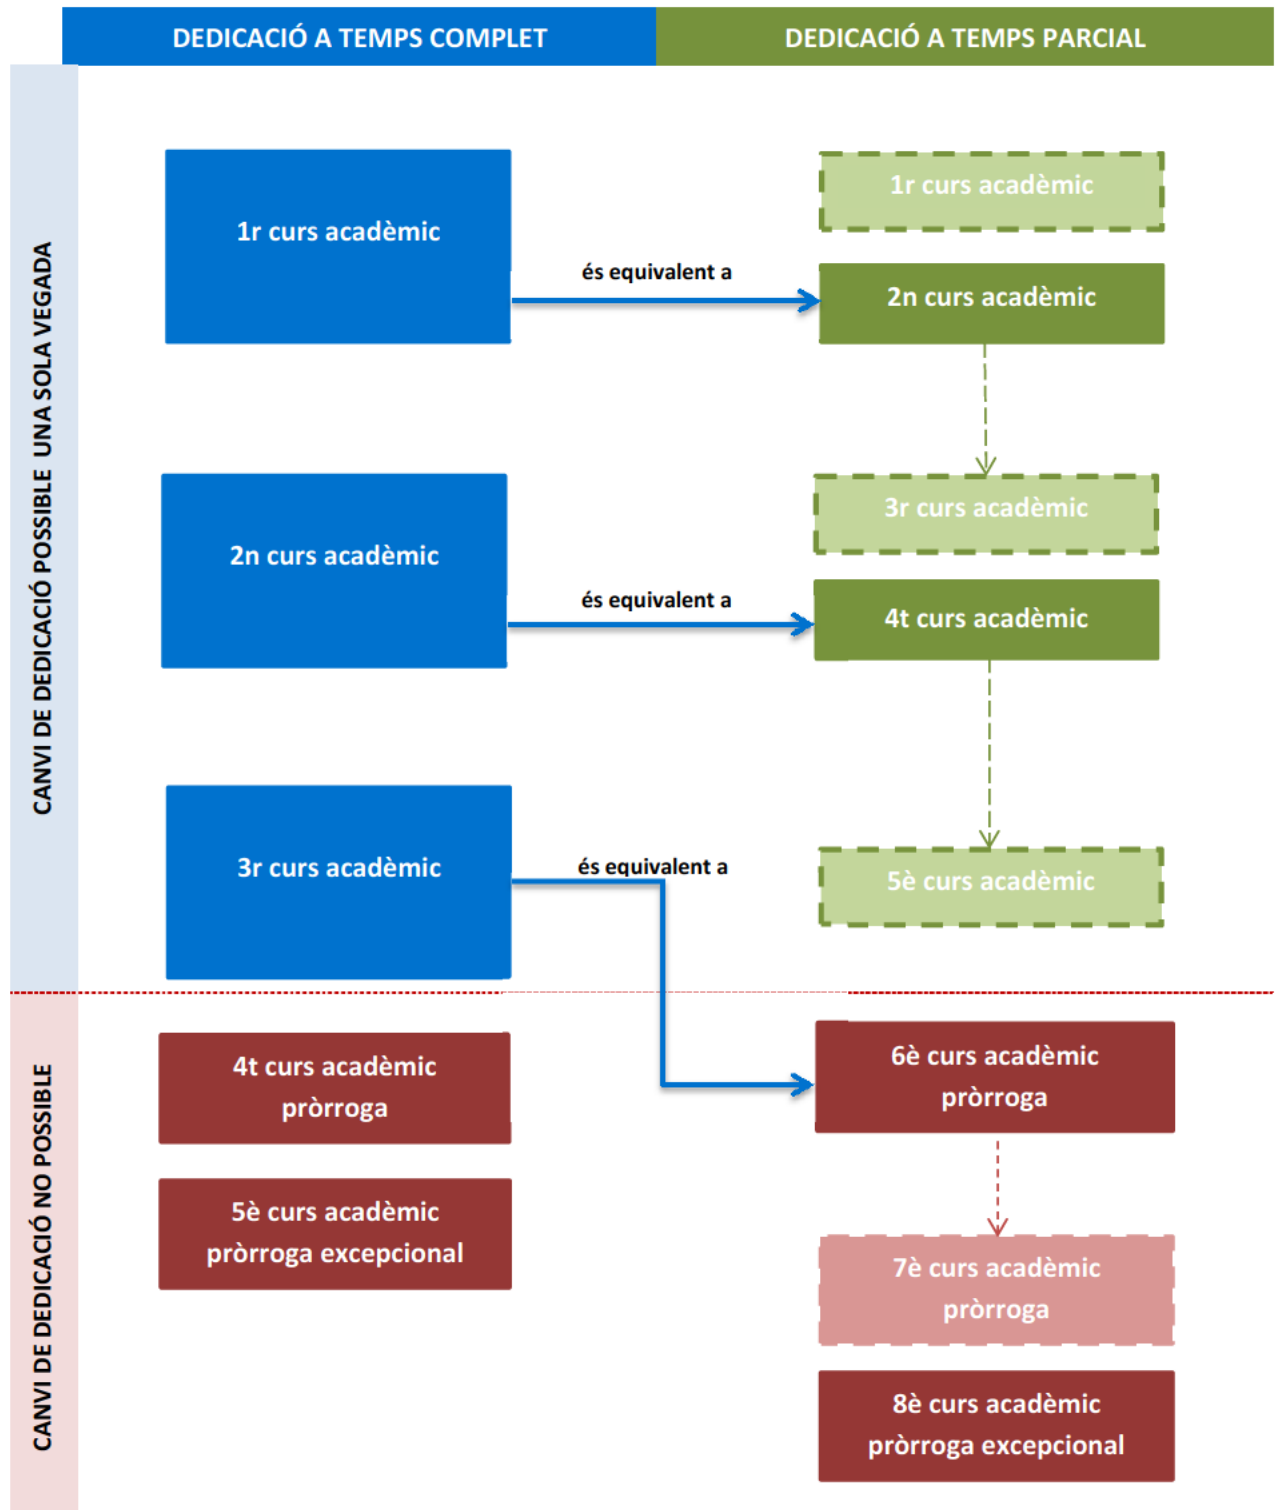 DEDICACIÓ A TEMPS COMPLET
DEDICACIÓ A TEMPS PARCIAL
CANVI DE DEDICACIÓ POSSIBLE UNA SOLA VEGADA
1r curs acadèmic
és equivalent a
1r curs acadèmic
2n curs acadèmic
2n curs acadèmic
és equivalent a
3r curs acadèmic
4t curs acadèmic
3r curs acadèmic
és equivalent a
5è curs acadèmic
CANVI DE DEDICACIÓ NO POSSIBLE
4t curs acadèmic
pròrroga
6è curs acadèmic
pròrroga
5è curs acadèmic
pròrroga excepcional
7è curs acadèmic
pròrroga
8è curs acadèmic
pròrroga excepcional